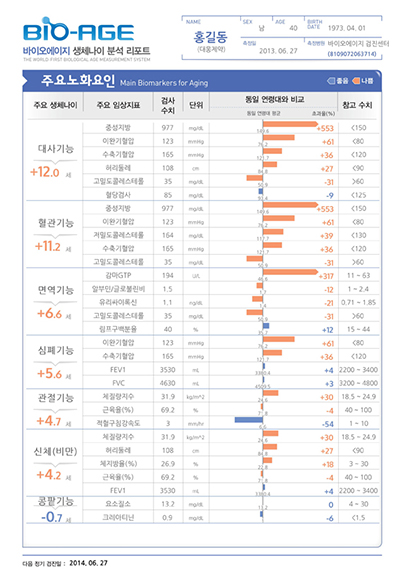 BIO-AGE
바이오에이지 생체나이 분석 리포트
THE WORLD FIRST BIOLOGICAL AGE MEASUREMENT SYSTEM
NAME 홍길동 (대웅제약)
SEX 남 AGE 40 BIRTH DATE 1973. 04. 01
측정일 2013. 06. 27 측정병원 바이오에이지 검진센터
(8109072063714)
주요노화요인 Main Biomarkers for Aging 좋음 나쁨
주요 생체나이 주요 임상지표 검사수치 단위 동일 연령대와 비교 참고 수치
동일 연령대 평균 초과율(%)
대사기능 +12.0 세
중성지방 977 mg/dL +553 <150
이완기혈압 123 mmHg +61 <80
수축기혈압 165 mmHg +36 <120
허리둘레 108 cm +27 <90
고밀도콜레스테롤 35 mg/dL -31 >60
혈당검사 85 mg/dL -9 <125
혈관기능 +11.2 세
중성지방 977 mg/dL +553 <150
이완기혈압 123 mmHg +61 <80
저밀도콜레스테롤 164 mg/dL +39 <130
수축기혈압 165 mmHg +36 <120
고밀도콜레스테롤 35 mg/dL -31 >60
면역기능 +6.6 세
감마GTP 194 U/L +317 11 ~ 63
알부민/글로불린비 1.5 -12 1 ~ 2.4
유리싸이록신 1.1 ng/dL -21 0.71 ~ 1.85
고밀도콜레스테롤 35 mg/dL -31 >60
림프구백분율 40 % +12 15 ~ 44
심폐기능 +5.6 세
이완기혈압 123 mmHg +61 <80
수축기혈압 165 mmHg +36 <120
FEV1 3530 mL +4 2200 ~ 3400
FVC 4630 mL +3 3200 ~ 4800
관절기능 +4.7 세
체질량지수 31.9 kg/m^2 +30 18.5 ~ 24.9
근육율(%) 69.2 % -4 40 ~ 100
적혈구침강속도 3 mm/hr -54 1 ~ 10
신체(비만) +4.2 세
체질량지수 31.9 kg/m^2 +30 18.5 ~ 24.9
허리둘레 108 cm +27 <90
체지방율(%) 26.9 % +18 3 ~ 30
근육율(%) 69.2 % -4 40 ~ 100
FEV1 3530 mL +4 2200 ~ 3400
콩팥기능 -0.7 세
요소질소 13.2 mg/dL 0 4 ~ 30
크리아티닌 0.9 mg/dL -6 <1.5
다음 정기 검진일 : 2014. 06. 27